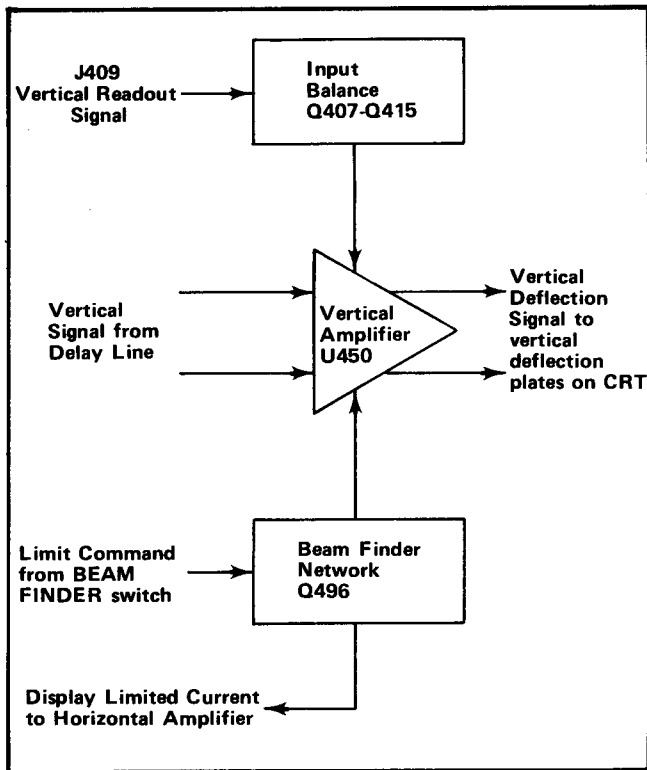 J409
Vertical Readout
Signal
Input
Balance
Q407-Q415
Vertical
Signal from
Delay Line
Vertical
Amplifier
U450
Vertical
Deflection
Signal to
vertical
deflection
plates on CRT
Limit Command
from BEAM
FINDER switch
Beam Finder
Network
Q496
Display Limited Current
to Horizontal Amplifier